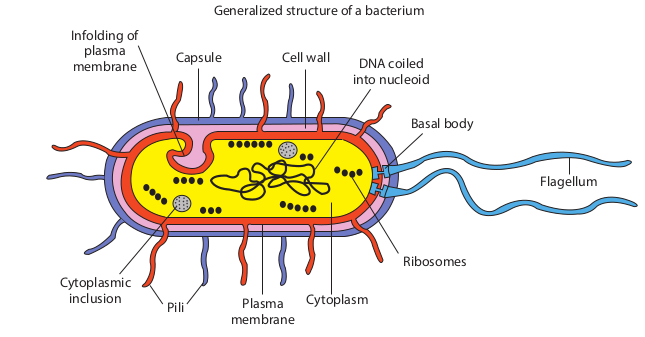 Generalized structure of a bacterium
Infolding of
plasma
membrane
Capsule
Cell wall
DNA coiled
into nucleoid
Basal body
Flagellum
Ribosomes
Cytoplasmic
inclusion
Pili
Plasma
membrane
Cytoplasm